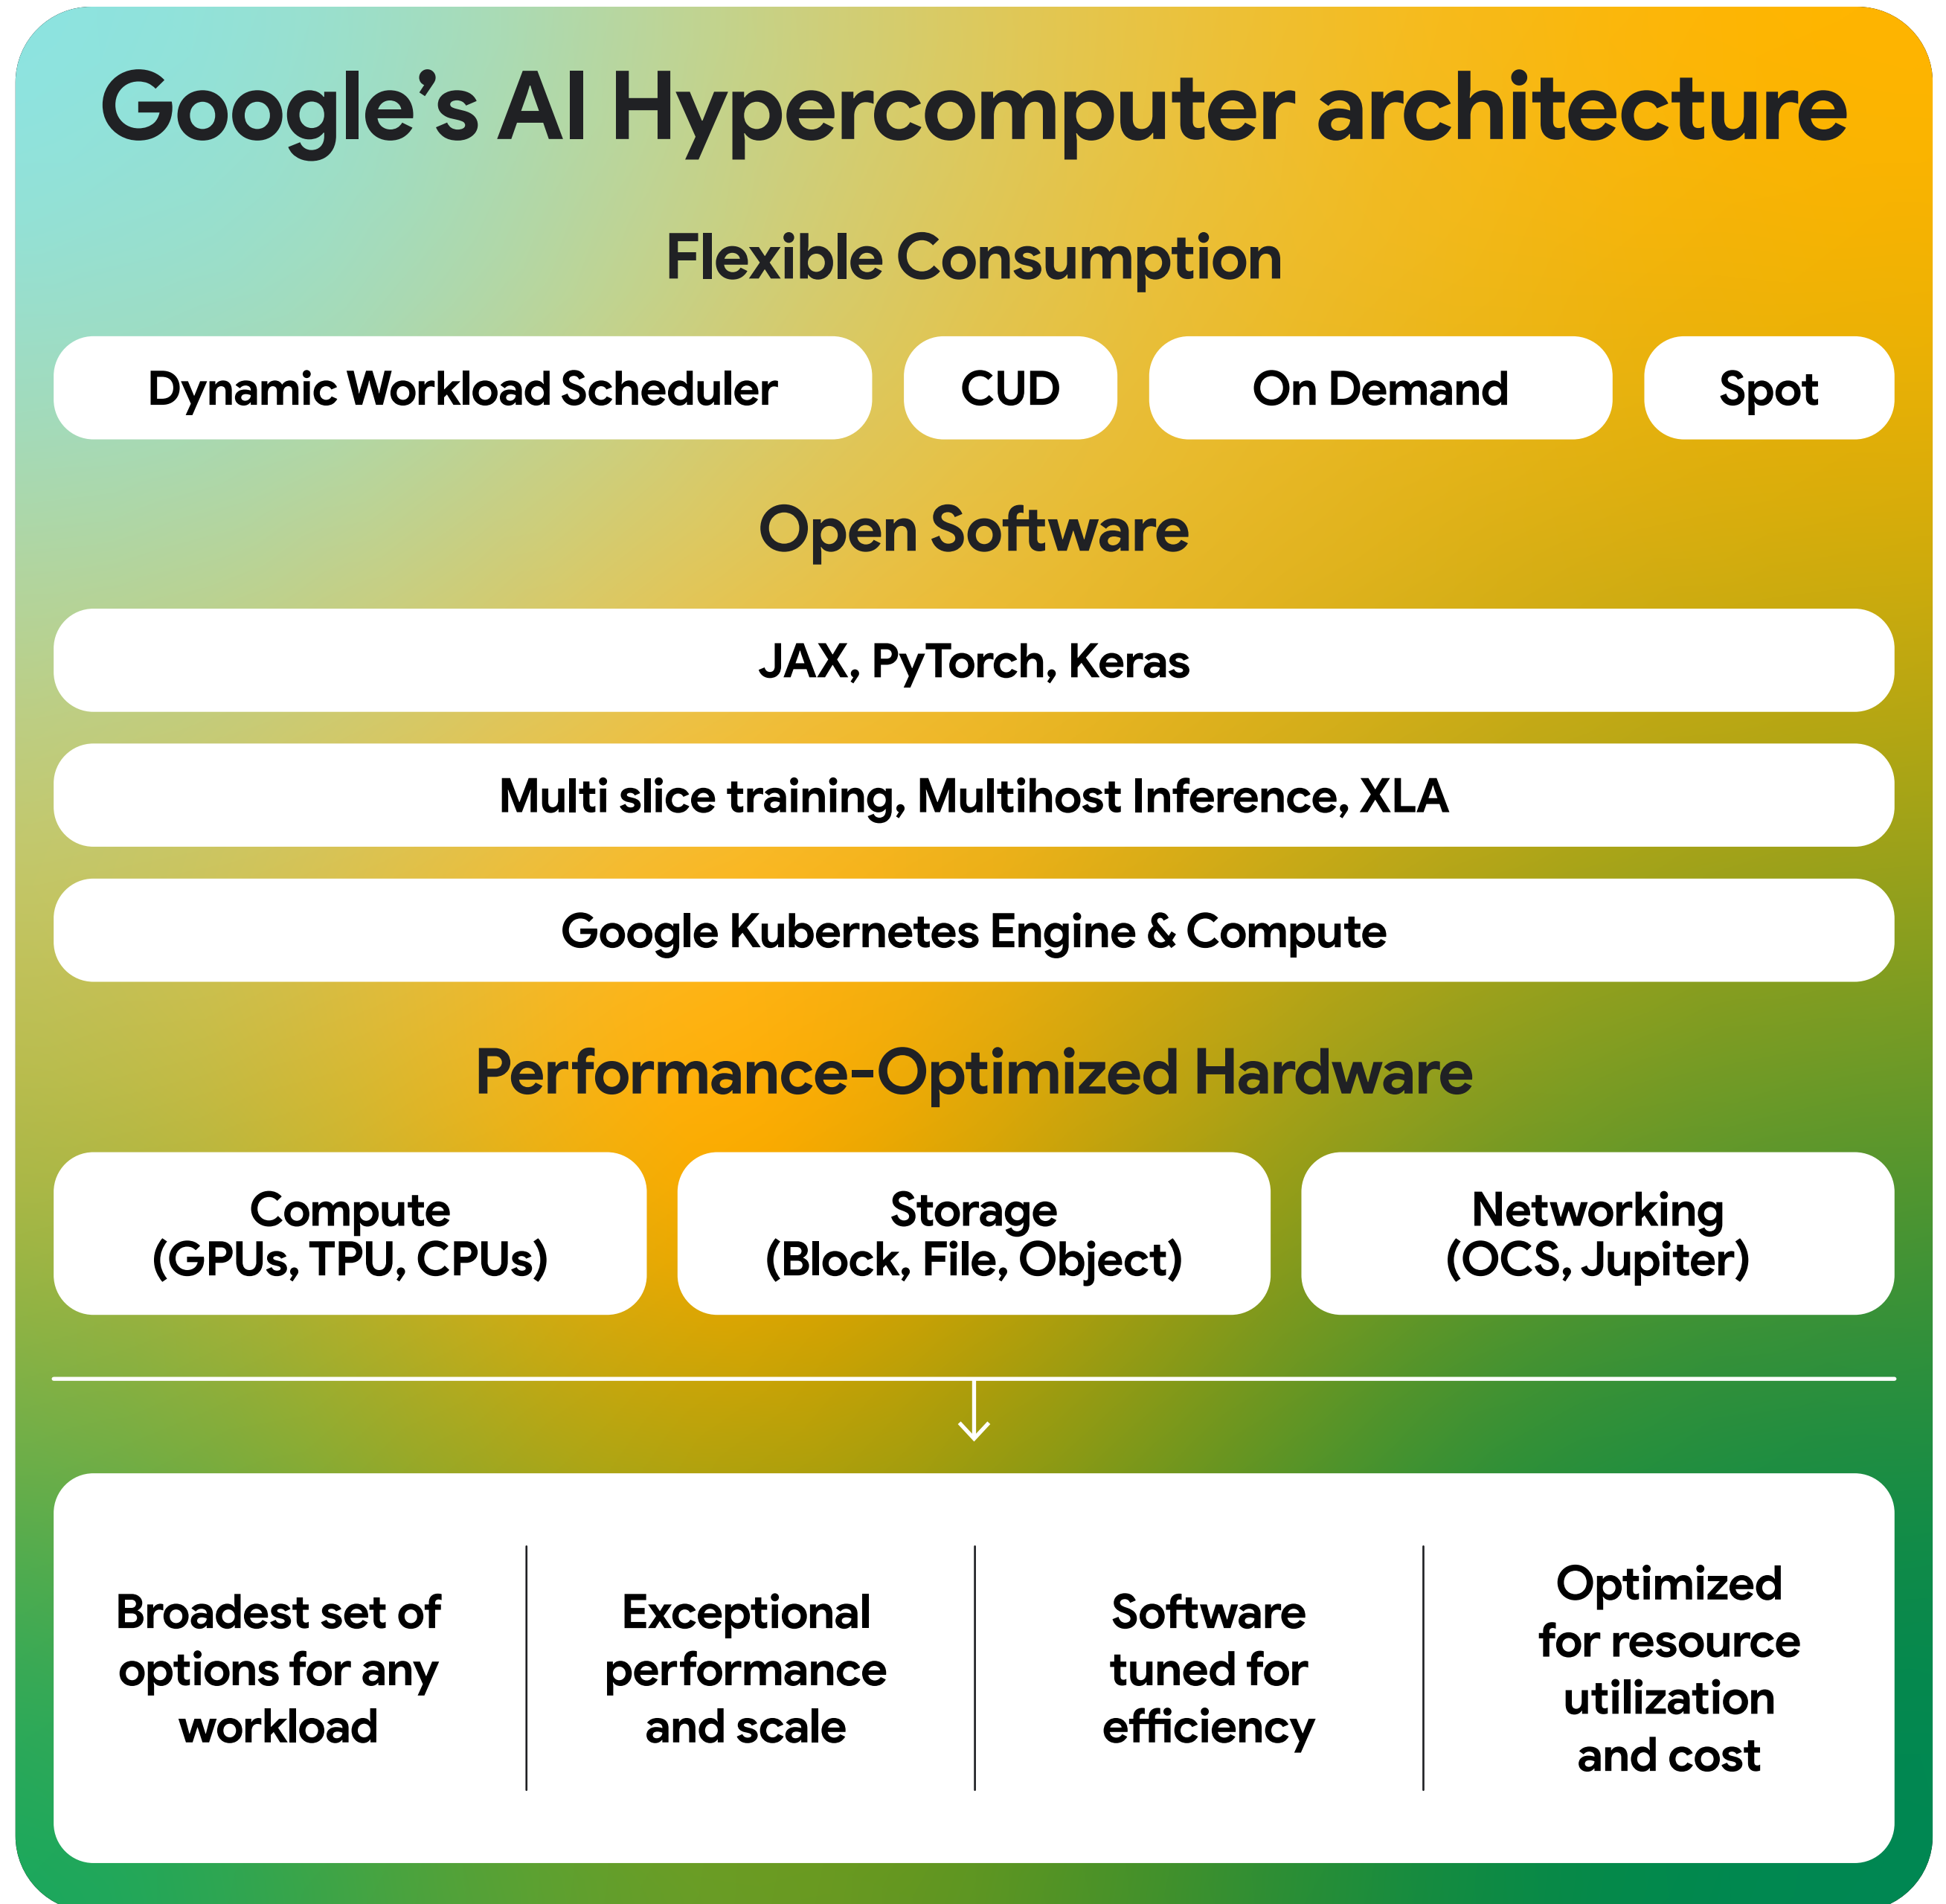 Google’s AI Hypercomputer architecture
Flexible Consumption
Dynamic Workload Scheduler
CUD
On Demand
Spot
Open Software
JAX, PyTorch, Keras
Multi slice training, Multihost Inference, XLA
Google Kubernetes Engine & Compute
Performance-Optimized Hardware
Compute
(GPUs, TPU, CPUs)
Storage
(Block, File, Object)
Networking
(OCS, Jupiter)
Broadest set of
options for any
workload
Exceptional
performance
and scale
Software
tuned for
efficiency
Optimized
for resource
utilization
and cost